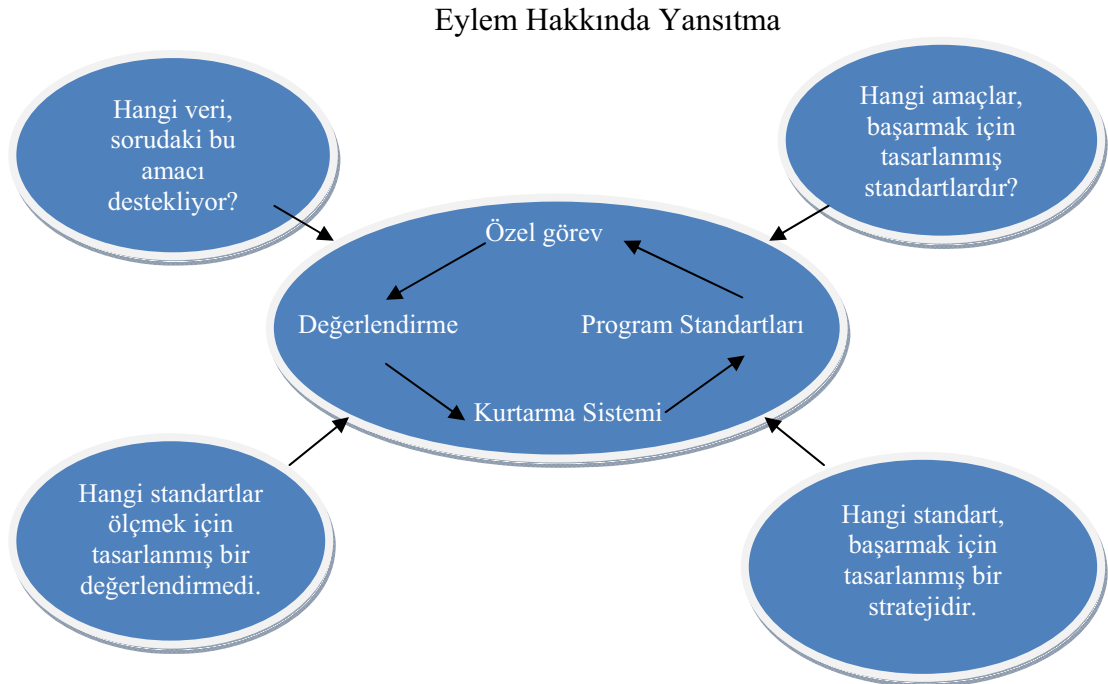 Eylem Hakkında Yansıtma
Hangi veri,
sorudaki bu
amacı
destekliyor?
Hangi amaçlar,
başarmak için
tasarlanmış
standartlardır?
Özel görev
Değerlendirme
Program Standartları
Kurtarma Sistemi
Hangi standartlar
ölçmek için
tasarlanmış bir
değerlendirmedi.
Hangi standart,
başarmak için
tasarlanmış bir
stratejidir.